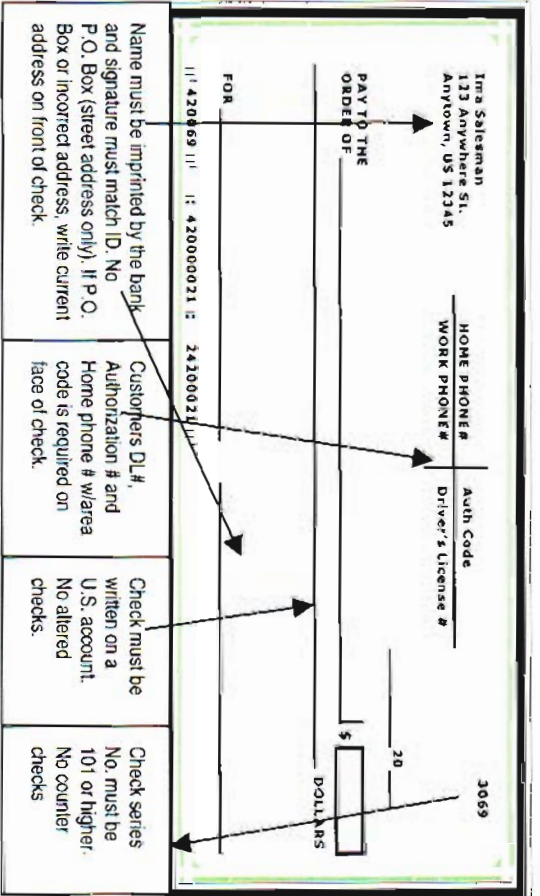 Ima Salesman
123 Anywhere St.
Anytown, US 12345
HOME PHONE#
WORK PHONE#
Auth Code
Driver's License #
3069
20
PAY TO THE
ORDER OF
$
DOLLARS
FOR
⑈420069⑈ ⑆420000021⑆ 24200021⑈
Name must be imprinted by the bank
and signature must match ID. No
P.O. Box (street address only). If P.O.
Box or incorrect address, write current
address on front of check.
Customers DL#,
Authorization # and
Home phone # w/area
code is required on
face of check.
Check must be
written on a
U.S. account.
No altered
checks.
Check series
No. must be
101 or higher.
No counter
checks